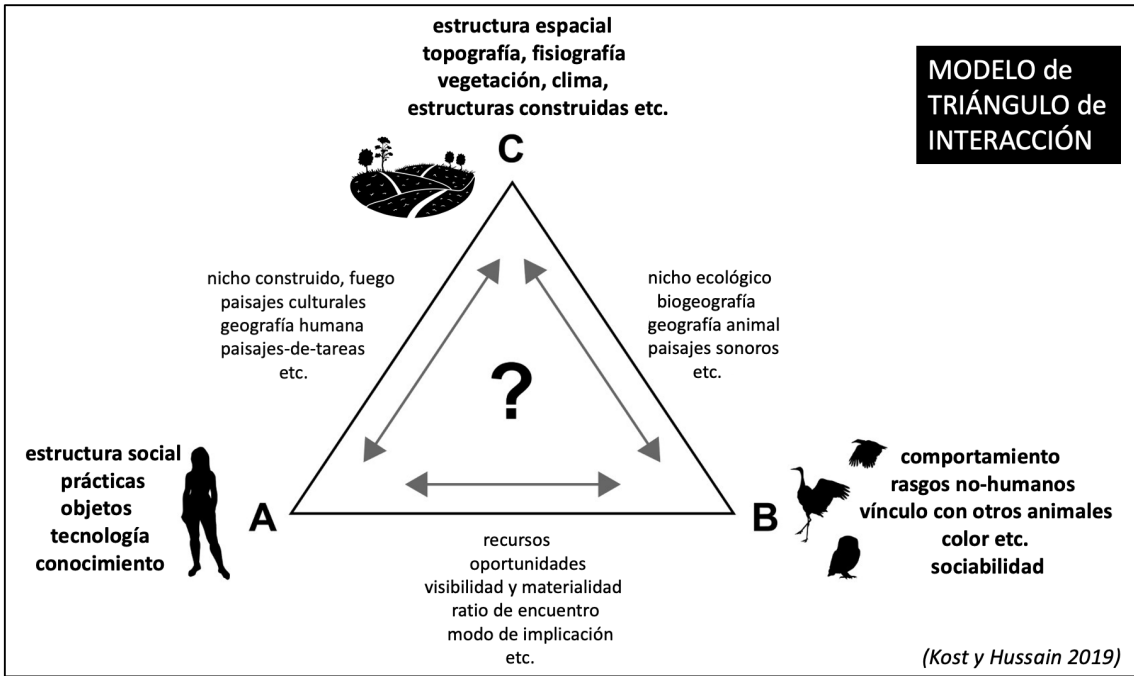 estructura espacial
topografía, fisiografía
vegetación, clima,
estructuras construidas etc.
MODELO de
TRIÁNGULO de
INTERACCIÓN
C
nicho construido, fuego
paisajes culturales
geografía humana
paisajes-de-tareas
etc.
nicho ecológico
biogeografía
geografía animal
paisajes sonoros
etc.
?
estructura social
prácticas
objetos
tecnología
conocimiento
A
B
comportamiento
rasgos no-humanos
vínculo con otros animales
color etc.
sociabilidad
recursos
oportunidades
visibilidad y materialidad
ratio de encuentro
modo de implicación
etc.
(Kost y Hussain 2019)